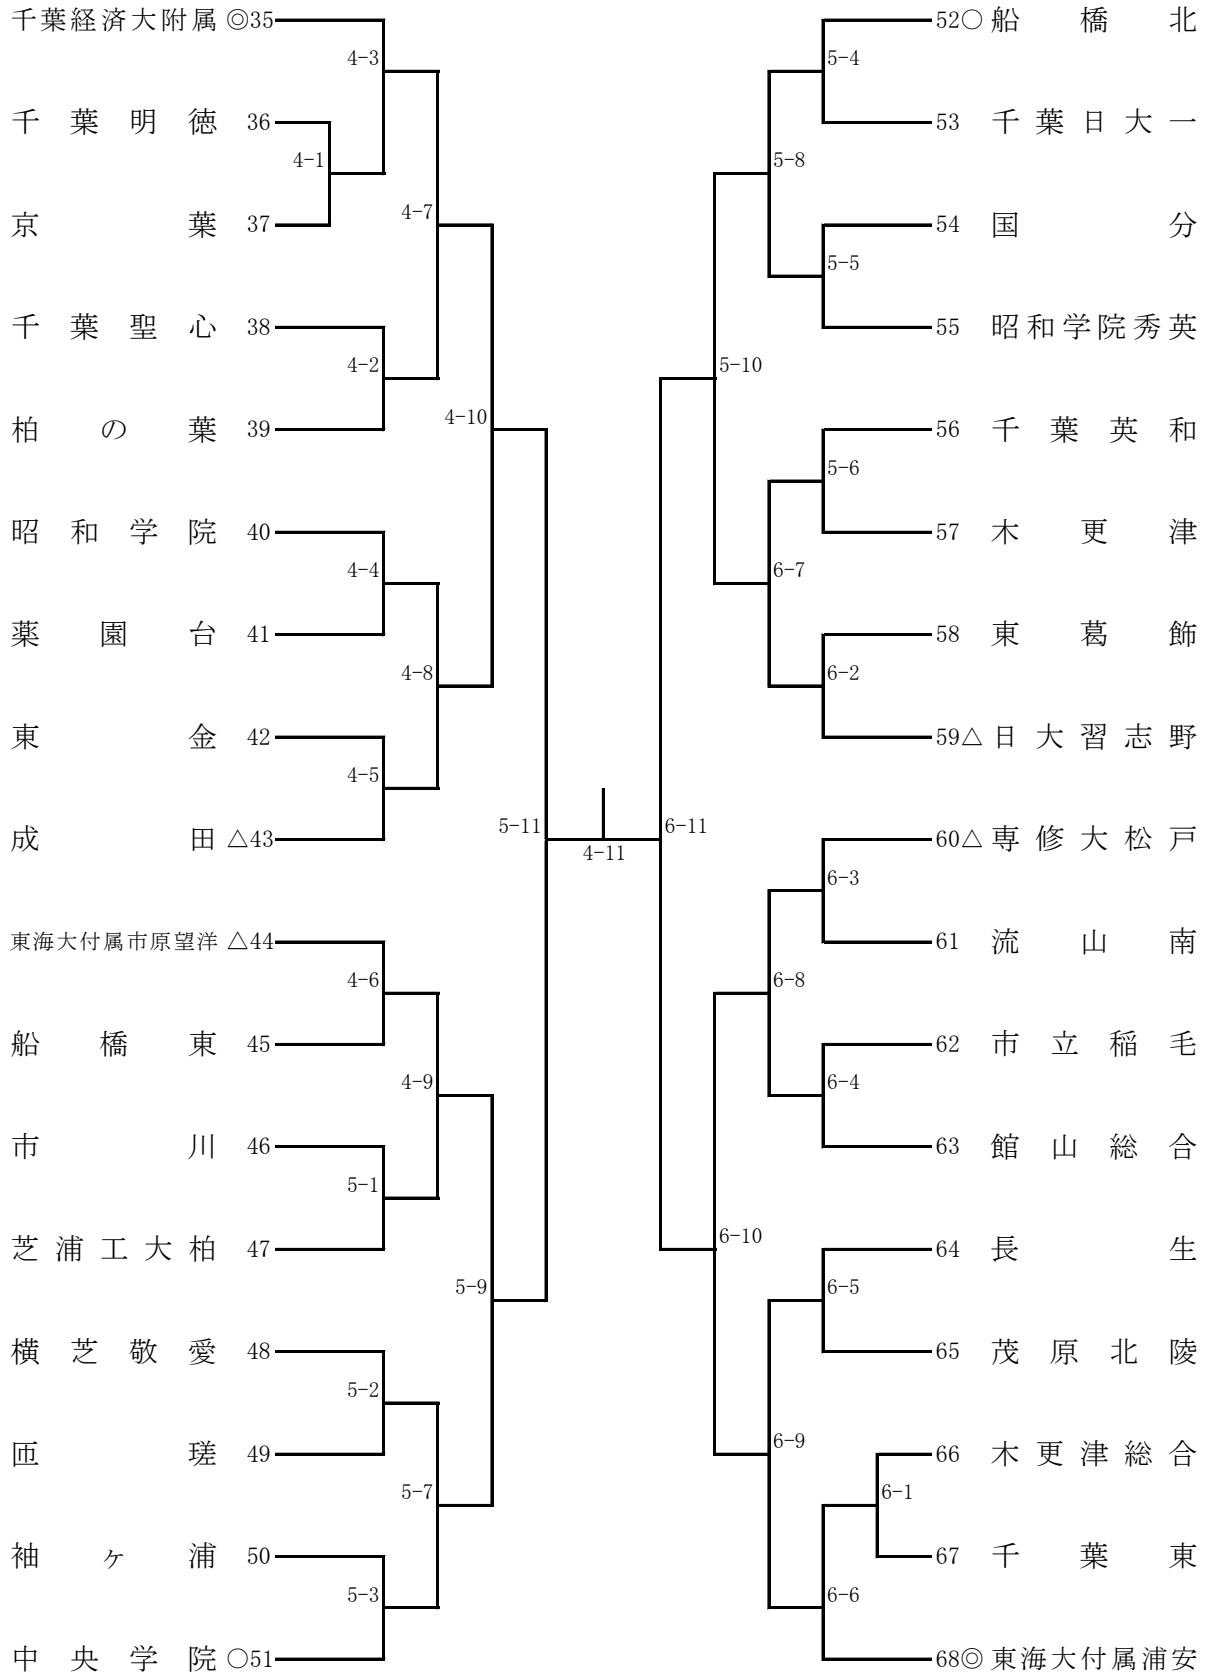 千葉経済大附属 ◎35
4-3
千葉明徳 36
4-1
京葉 37
4-7
千葉聖心 38
4-2
柏の葉 39
4-10
昭和学院 40
4-4
薬園台 41
4-8
東金 42
4-5
成田 △43
5-11
4-11
東海大付属市原望洋 △44
4-6
船橋東 45
4-9
市川 46
5-1
芝浦工大柏 47
5-9
横芝敬愛 48
5-2
匝瑳 49
5-7
袖ヶ浦 50
5-3
中央学院 ○51
52○ 船橋北
5-4
53 千葉日大一
5-8
54 国分
5-5
55 昭和学院秀英
5-10
56 千葉英和
5-6
57 木更津
6-7
58 東葛飾
6-2
59△ 日大習志野
6-11
60△ 専修大松戸
6-3
61 流山南
6-8
62 市立稲毛
6-4
63 館山総合
6-10
64 長生
6-5
65 茂原北陵
6-9
66 木更津総合
6-1
67 千葉東
6-6
68◎ 東海大付属浦安